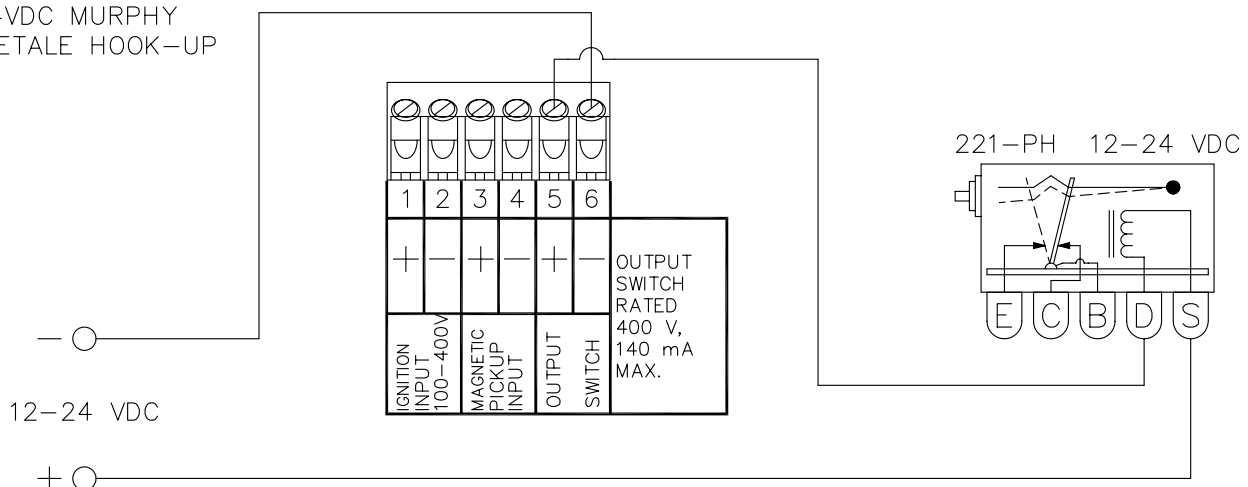 -VDC MURPHY
ETALE HOOK-UP
221-PH 12-24 VDC
1 2 3 4 5 6
+ - + - + -
OUTPUT
SWITCH
RATED
400 V,
140 mA
MAX.
IGNITION
INPUT
100-400V
MAGNETIC
PICKUP
INPUT
OUTPUT
SWITCH
E C B D S
-
12-24 VDC
+